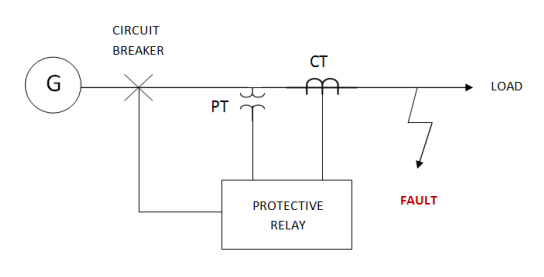 CIRCUIT
BREAKER
CT
G
LOAD
PT
PROTECTIVE
RELAY
FAULT